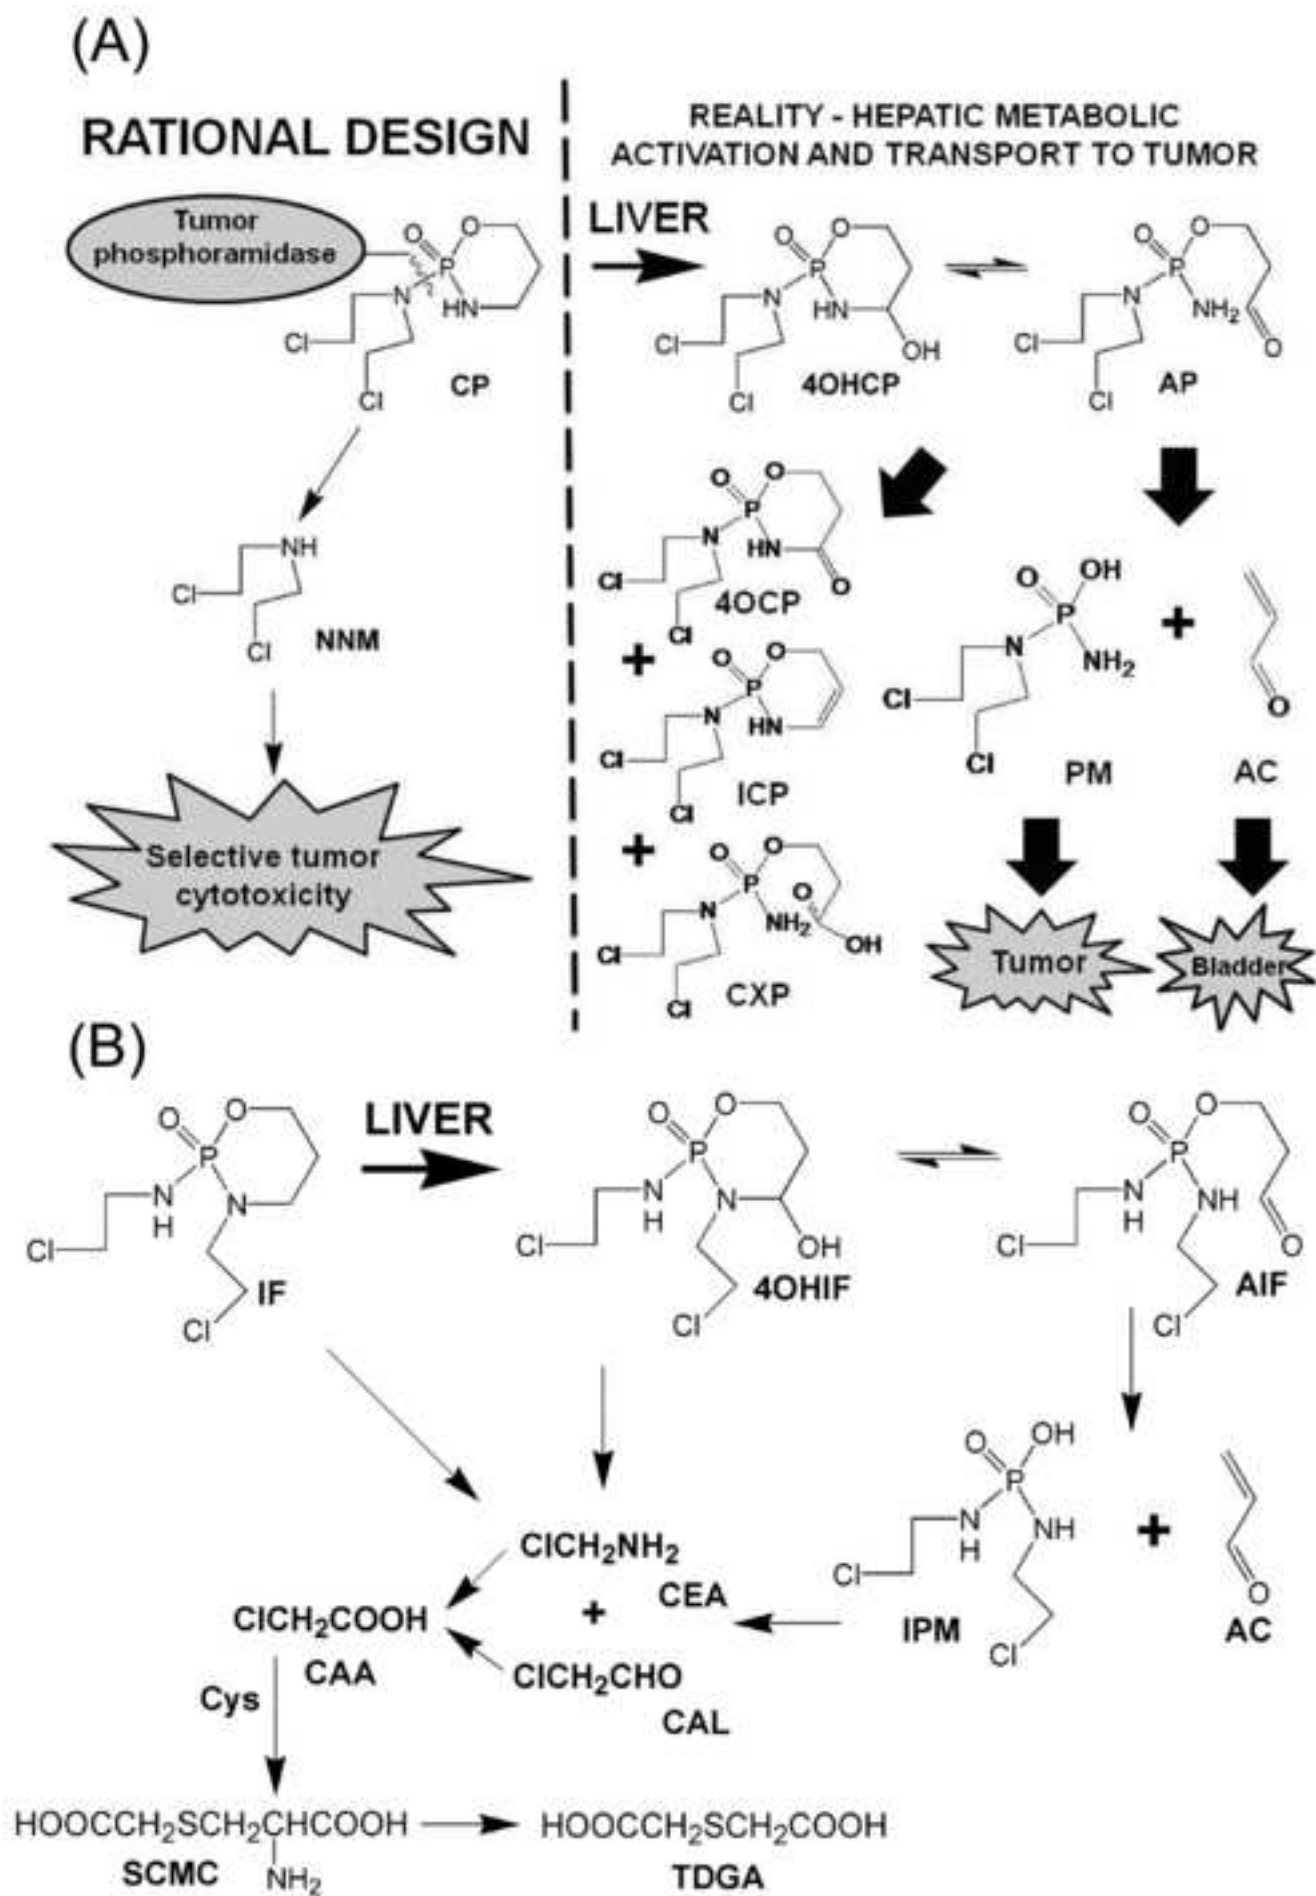 (A)
RATIONAL DESIGN
REALITY - HEPATIC METABOLIC
ACTIVATION AND TRANSPORT TO TUMOR
Tumor
phosphoramidase
O
O
P
N
HN
Cl
Cl
CP
NH
Cl
Cl
NNM
Selective tumor
cytotoxicity
LIVER
O
O
P
N
HN
OH
Cl
Cl
4OHCP
O
O
P
N
NH2
O
Cl
Cl
AP
O
O
P
N
HN
O
Cl
Cl
4OCP
+
O
O
P
N
HN
Cl
Cl
ICP
+
O
O
P
N
NH2
O
OH
Cl
Cl
CXP
O
OH
P
N
NH2
Cl
Cl
PM
+
O
AC
Tumor
Bladder
(B)
O
O
P
N
H
N
Cl
Cl
IF
LIVER
O
O
P
N
H
N
OH
Cl
Cl
4OHIF
O
O
P
N
H
NH
O
Cl
Cl
AIF
O
OH
P
N
H
NH
Cl
Cl
IPM
+
O
AC
ClCH2NH2
CEA
+
ClCH2CHO
CAL
ClCH2COOH
CAA
Cys
HOOCCH2SCH2CHCOOH
NH2
SCMC
HOOCCH2SCH2COOH
TDGA